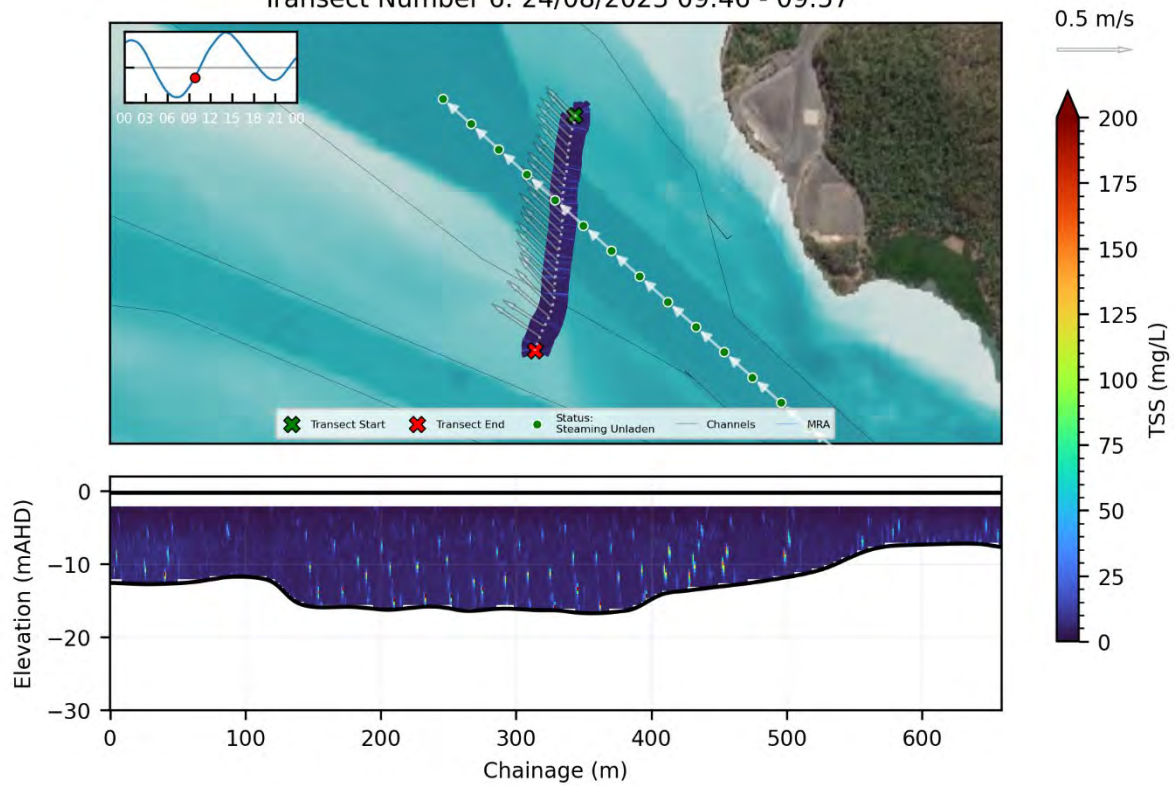 Transect Number 6: 24/08/2023 09:46 - 09:57
0.5 m/s
00 03 06 09 12 15 18 21 00
Transect Start
Transect End
Status:
Steaming Unladen
Channels
MRA
200
175
150
125
100
75
50
25
0
TSS (mg/L)
0
−10
−20
−30
Elevation (mAHD)
0 100 200 300 400 500 600
Chainage (m)